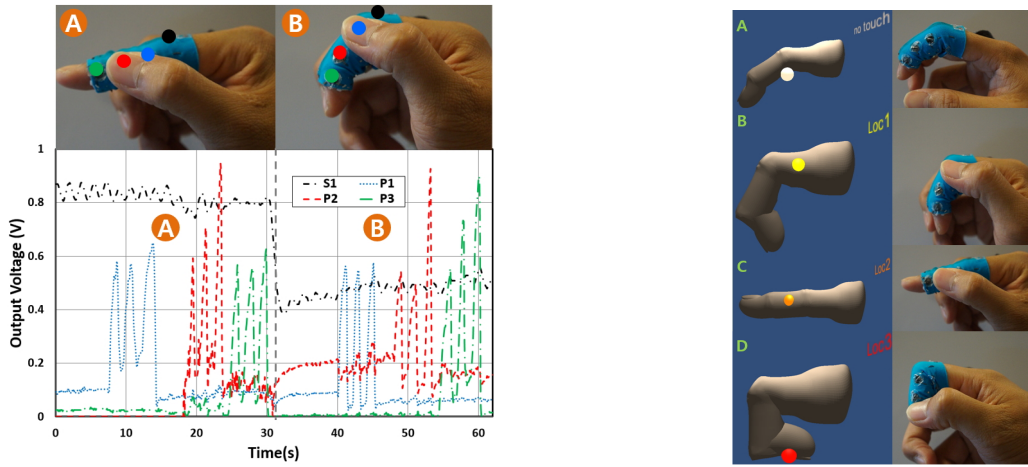 A
B
1
0.8
0.6
0.4
0.2
0
Output Voltage (V)
S1
P1
P2
P3
A
B
0
10
20
30
40
50
60
Time(s)
A
no touch
B
Loc1
C
Loc2
D
Loc3